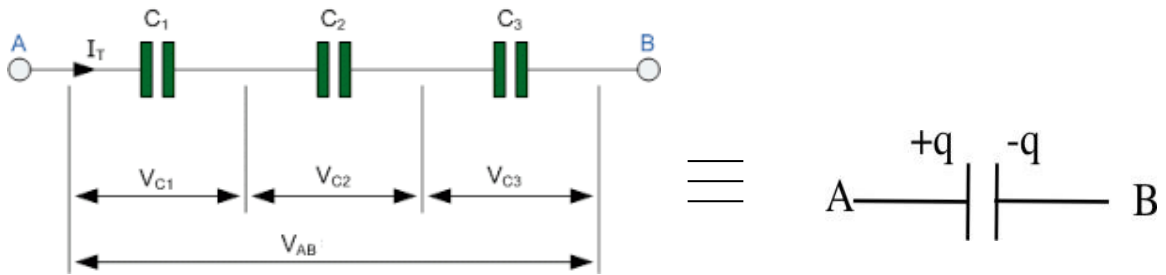 C1 C2 C3
A IT B
VC1 VC2 VC3
VAB
+q -q
A B